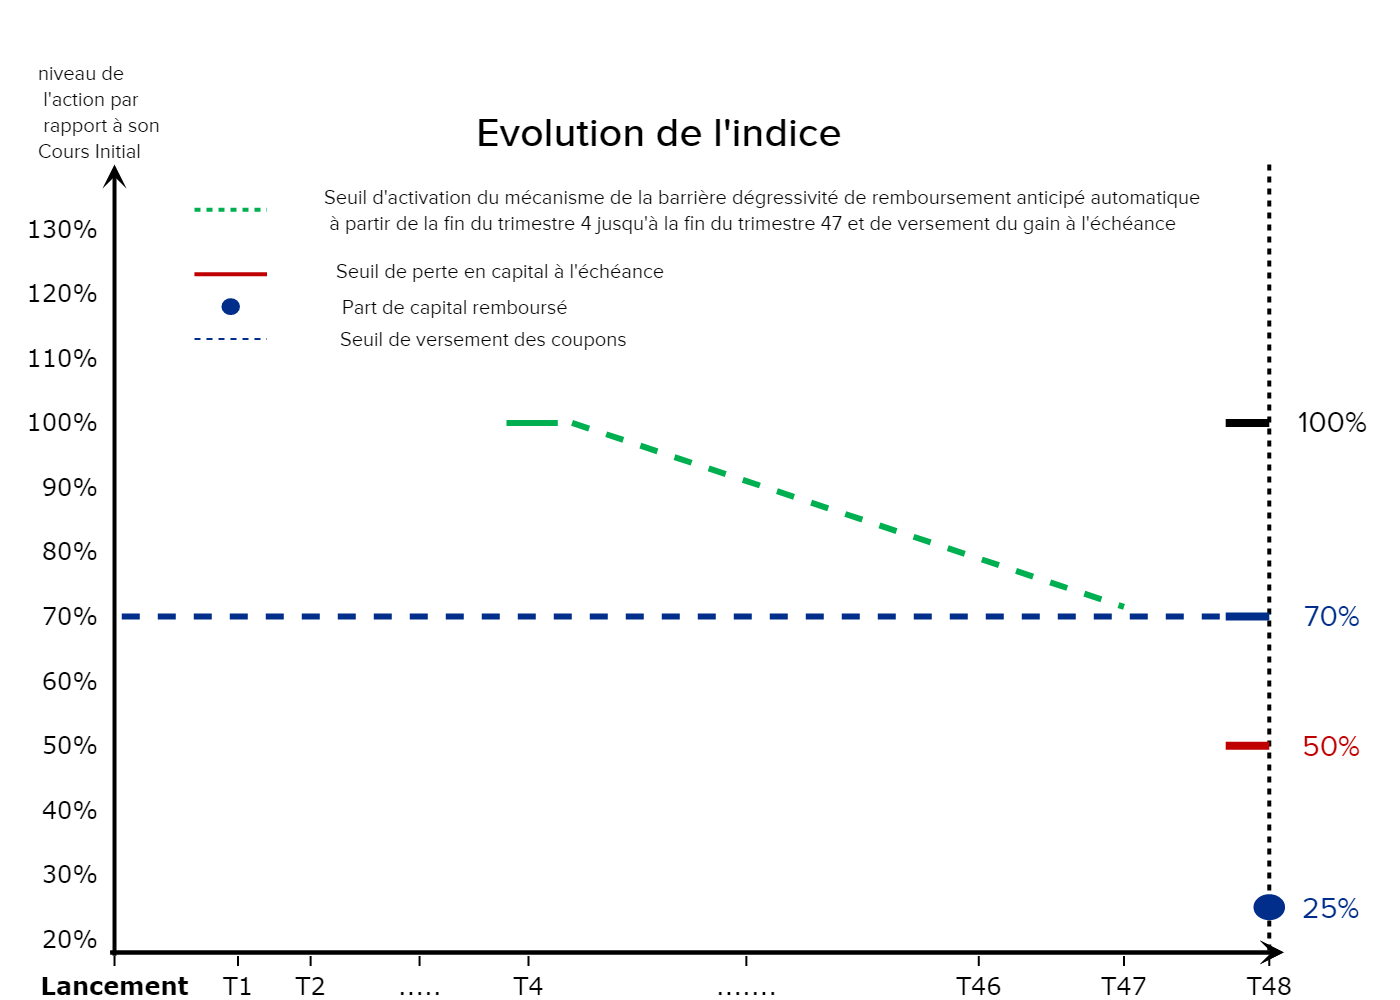 niveau de
l'action par
rapport à son
Cours Initial
Evolution de l'indice
Seuil d'activation du mécanisme de la barrière dégressivité de remboursement anticipé automatique
à partir de la fin du trimestre 4 jusqu'à la fin du trimestre 47 et de versement du gain à l'échéance
Seuil de perte en capital à l'échéance
Part de capital remboursé
Seuil de versement des coupons
130%
120%
110%
100%
100%
90%
80%
70%
70%
60%
50%
50%
40%
30%
25%
20%
Lancement T1 T2 ..... T4 ....... T46 T47 T48